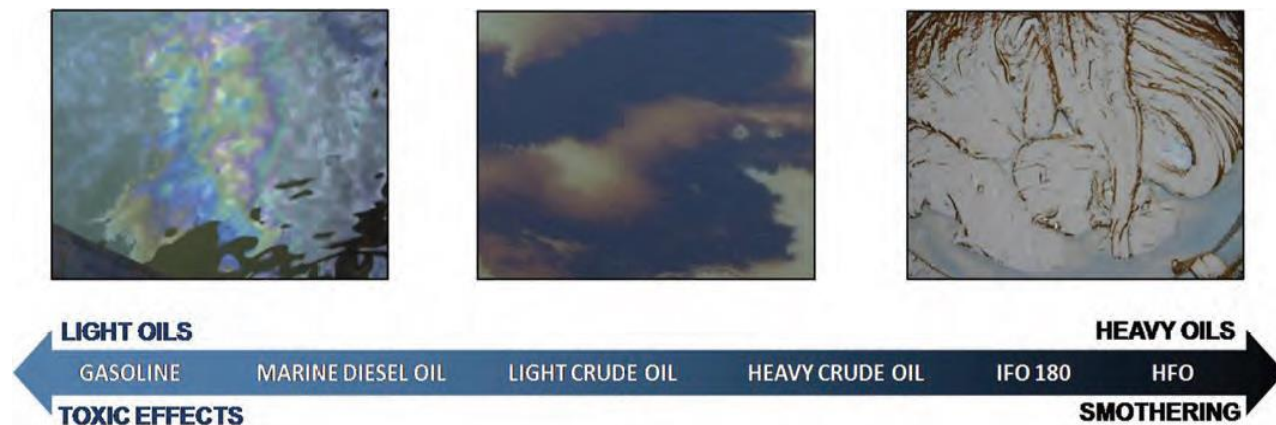 LIGHT OILS
HEAVY OILS
GASOLINE MARINE DIESEL OIL LIGHT CRUDE OIL HEAVY CRUDE OIL IFO 180 HFO
TOXIC EFFECTS
SMOTHERING